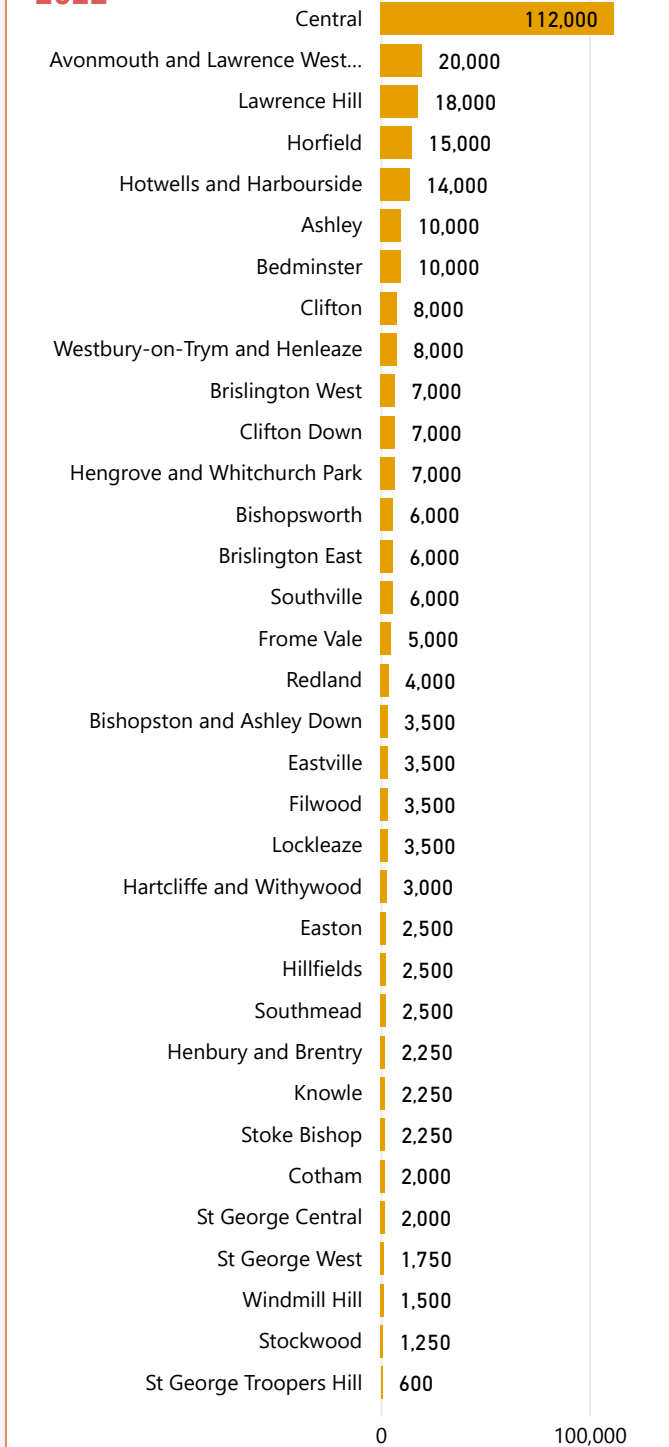 Central 112,000
Avonmouth and Lawrence West... 20,000
Lawrence Hill 18,000
Horfield 15,000
Hotwells and Harbourside 14,000
Ashley 10,000
Bedminster 10,000
Clifton 8,000
Westbury-on-Trym and Henleaze 8,000
Brislington West 7,000
Clifton Down 7,000
Hengrove and Whitchurch Park 7,000
Bishopsworth 6,000
Brislington East 6,000
Southville 6,000
Frome Vale 5,000
Redland 4,000
Bishopston and Ashley Down 3,500
Eastville 3,500
Filwood 3,500
Lockleaze 3,500
Hartcliffe and Withywood 3,000
Easton 2,500
Hillfields 2,500
Southmead 2,500
Henbury and Brentry 2,250
Knowle 2,250
Stoke Bishop 2,250
Cotham 2,000
St George Central 2,000
St George West 1,750
Windmill Hill 1,500
Stockwood 1,250
St George Troopers Hill 600
0 100,000